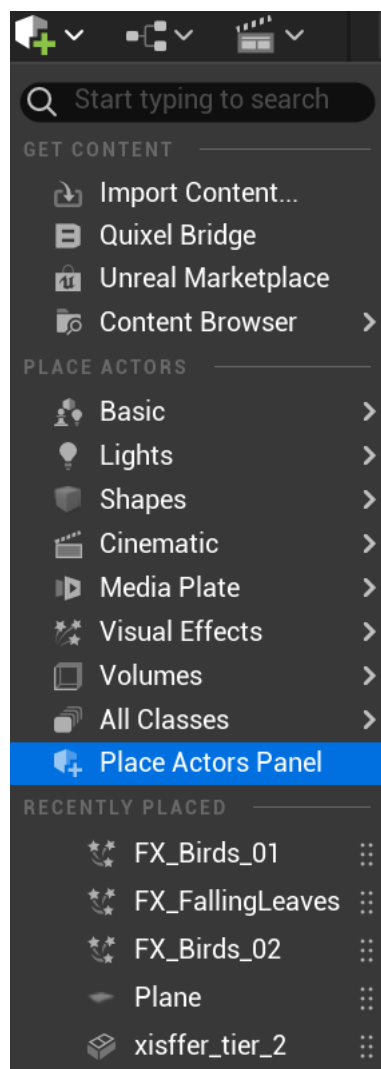 Start typing to search
GET CONTENT
Import Content...
Quixel Bridge
Unreal Marketplace
Content Browser
PLACE ACTORS
Basic
Lights
Shapes
Cinematic
Media Plate
Visual Effects
Volumes
All Classes
Place Actors Panel
RECENTLY PLACED
FX_Birds_01
FX_FallingLeaves
FX_Birds_02
Plane
xisffer_tier_2